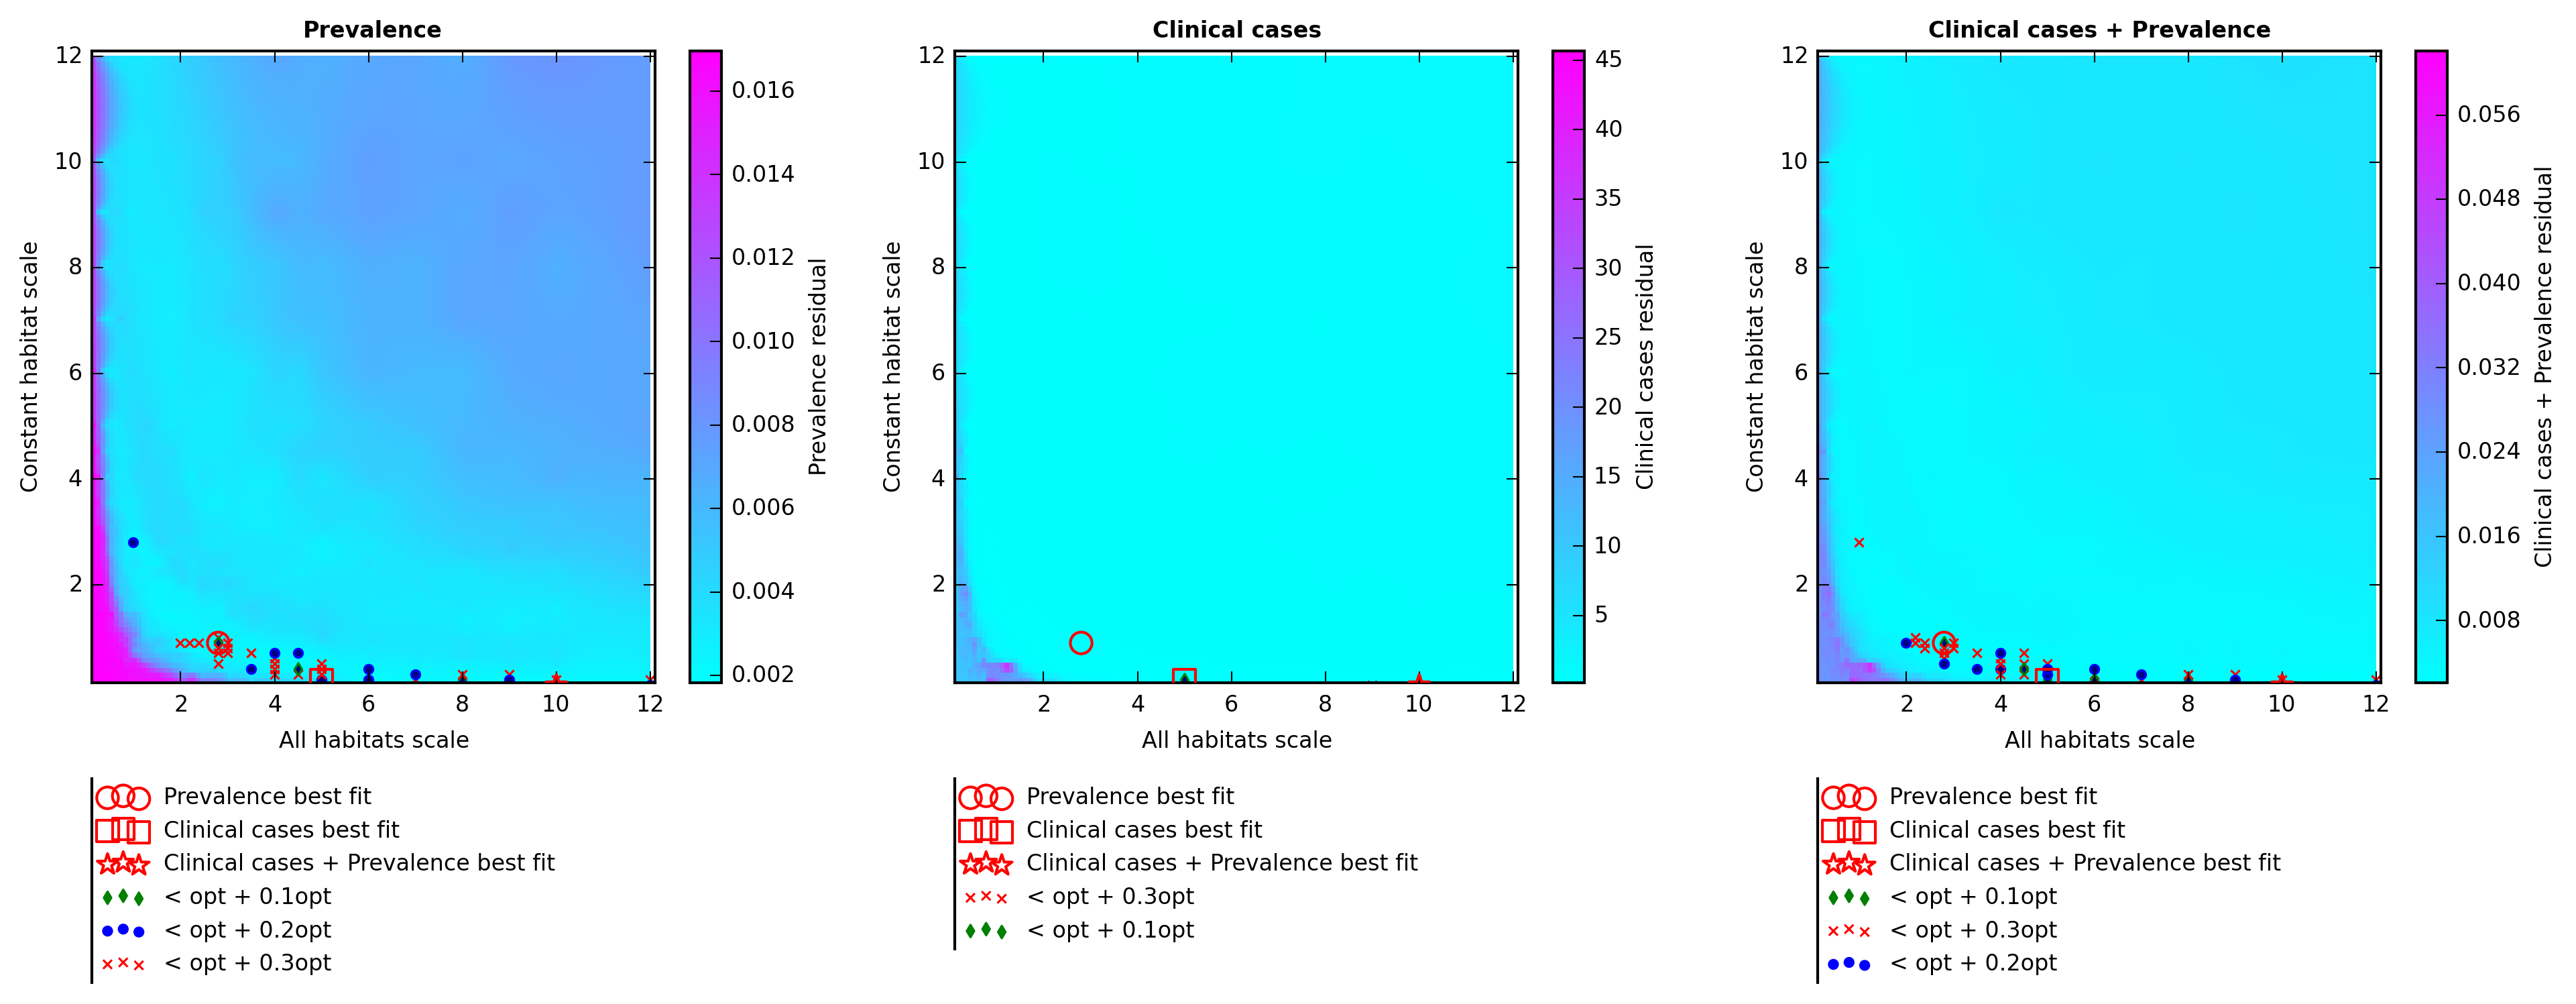 Prevalence
12
10
8
6
4
2
2 4 6 8 10 12
Constant habitat scale
All habitats scale
0.016
0.014
0.012
0.010
0.008
0.006
0.004
0.002
Prevalence residual
Prevalence best fit
Clinical cases best fit
Clinical cases + Prevalence best fit
< opt + 0.1opt
< opt + 0.2opt
< opt + 0.3opt
Clinical cases
12
10
8
6
4
2
2 4 6 8 10 12
Constant habitat scale
All habitats scale
45
40
35
30
25
20
15
10
5
Clinical cases residual
Prevalence best fit
Clinical cases best fit
Clinical cases + Prevalence best fit
< opt + 0.3opt
< opt + 0.1opt
Clinical cases + Prevalence
12
10
8
6
4
2
2 4 6 8 10 12
Constant habitat scale
All habitats scale
0.056
0.048
0.040
0.032
0.024
0.016
0.008
Clinical cases + Prevalence residual
Prevalence best fit
Clinical cases best fit
Clinical cases + Prevalence best fit
< opt + 0.1opt
< opt + 0.3opt
< opt + 0.2opt